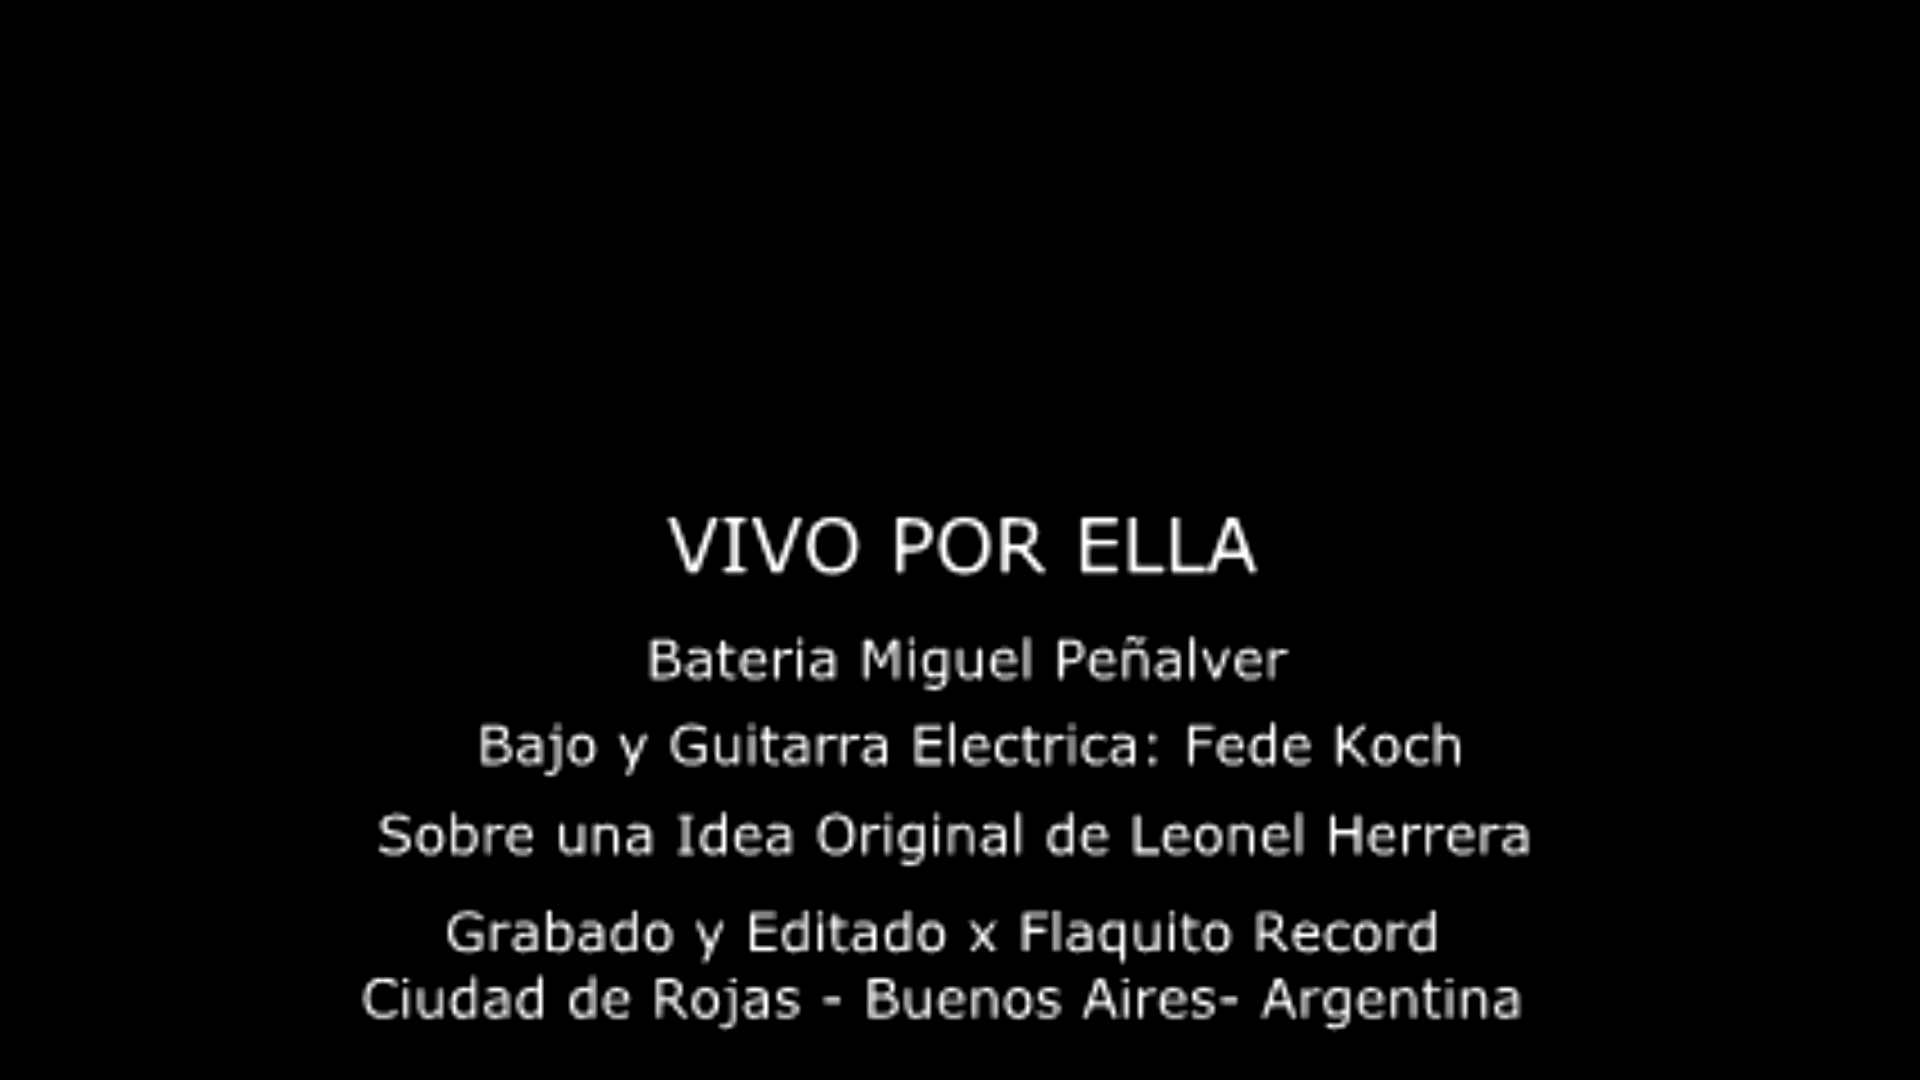 VIVO POR ELLA
Bateria Miguel Peñalver
Bajo y Guitarra Electrica: Fede Koch
Sobre una Idea Original de Leonel Herrera
Grabado y Editado x Flaquito Record
Ciudad de Rojas - Buenos Aires- Argentina